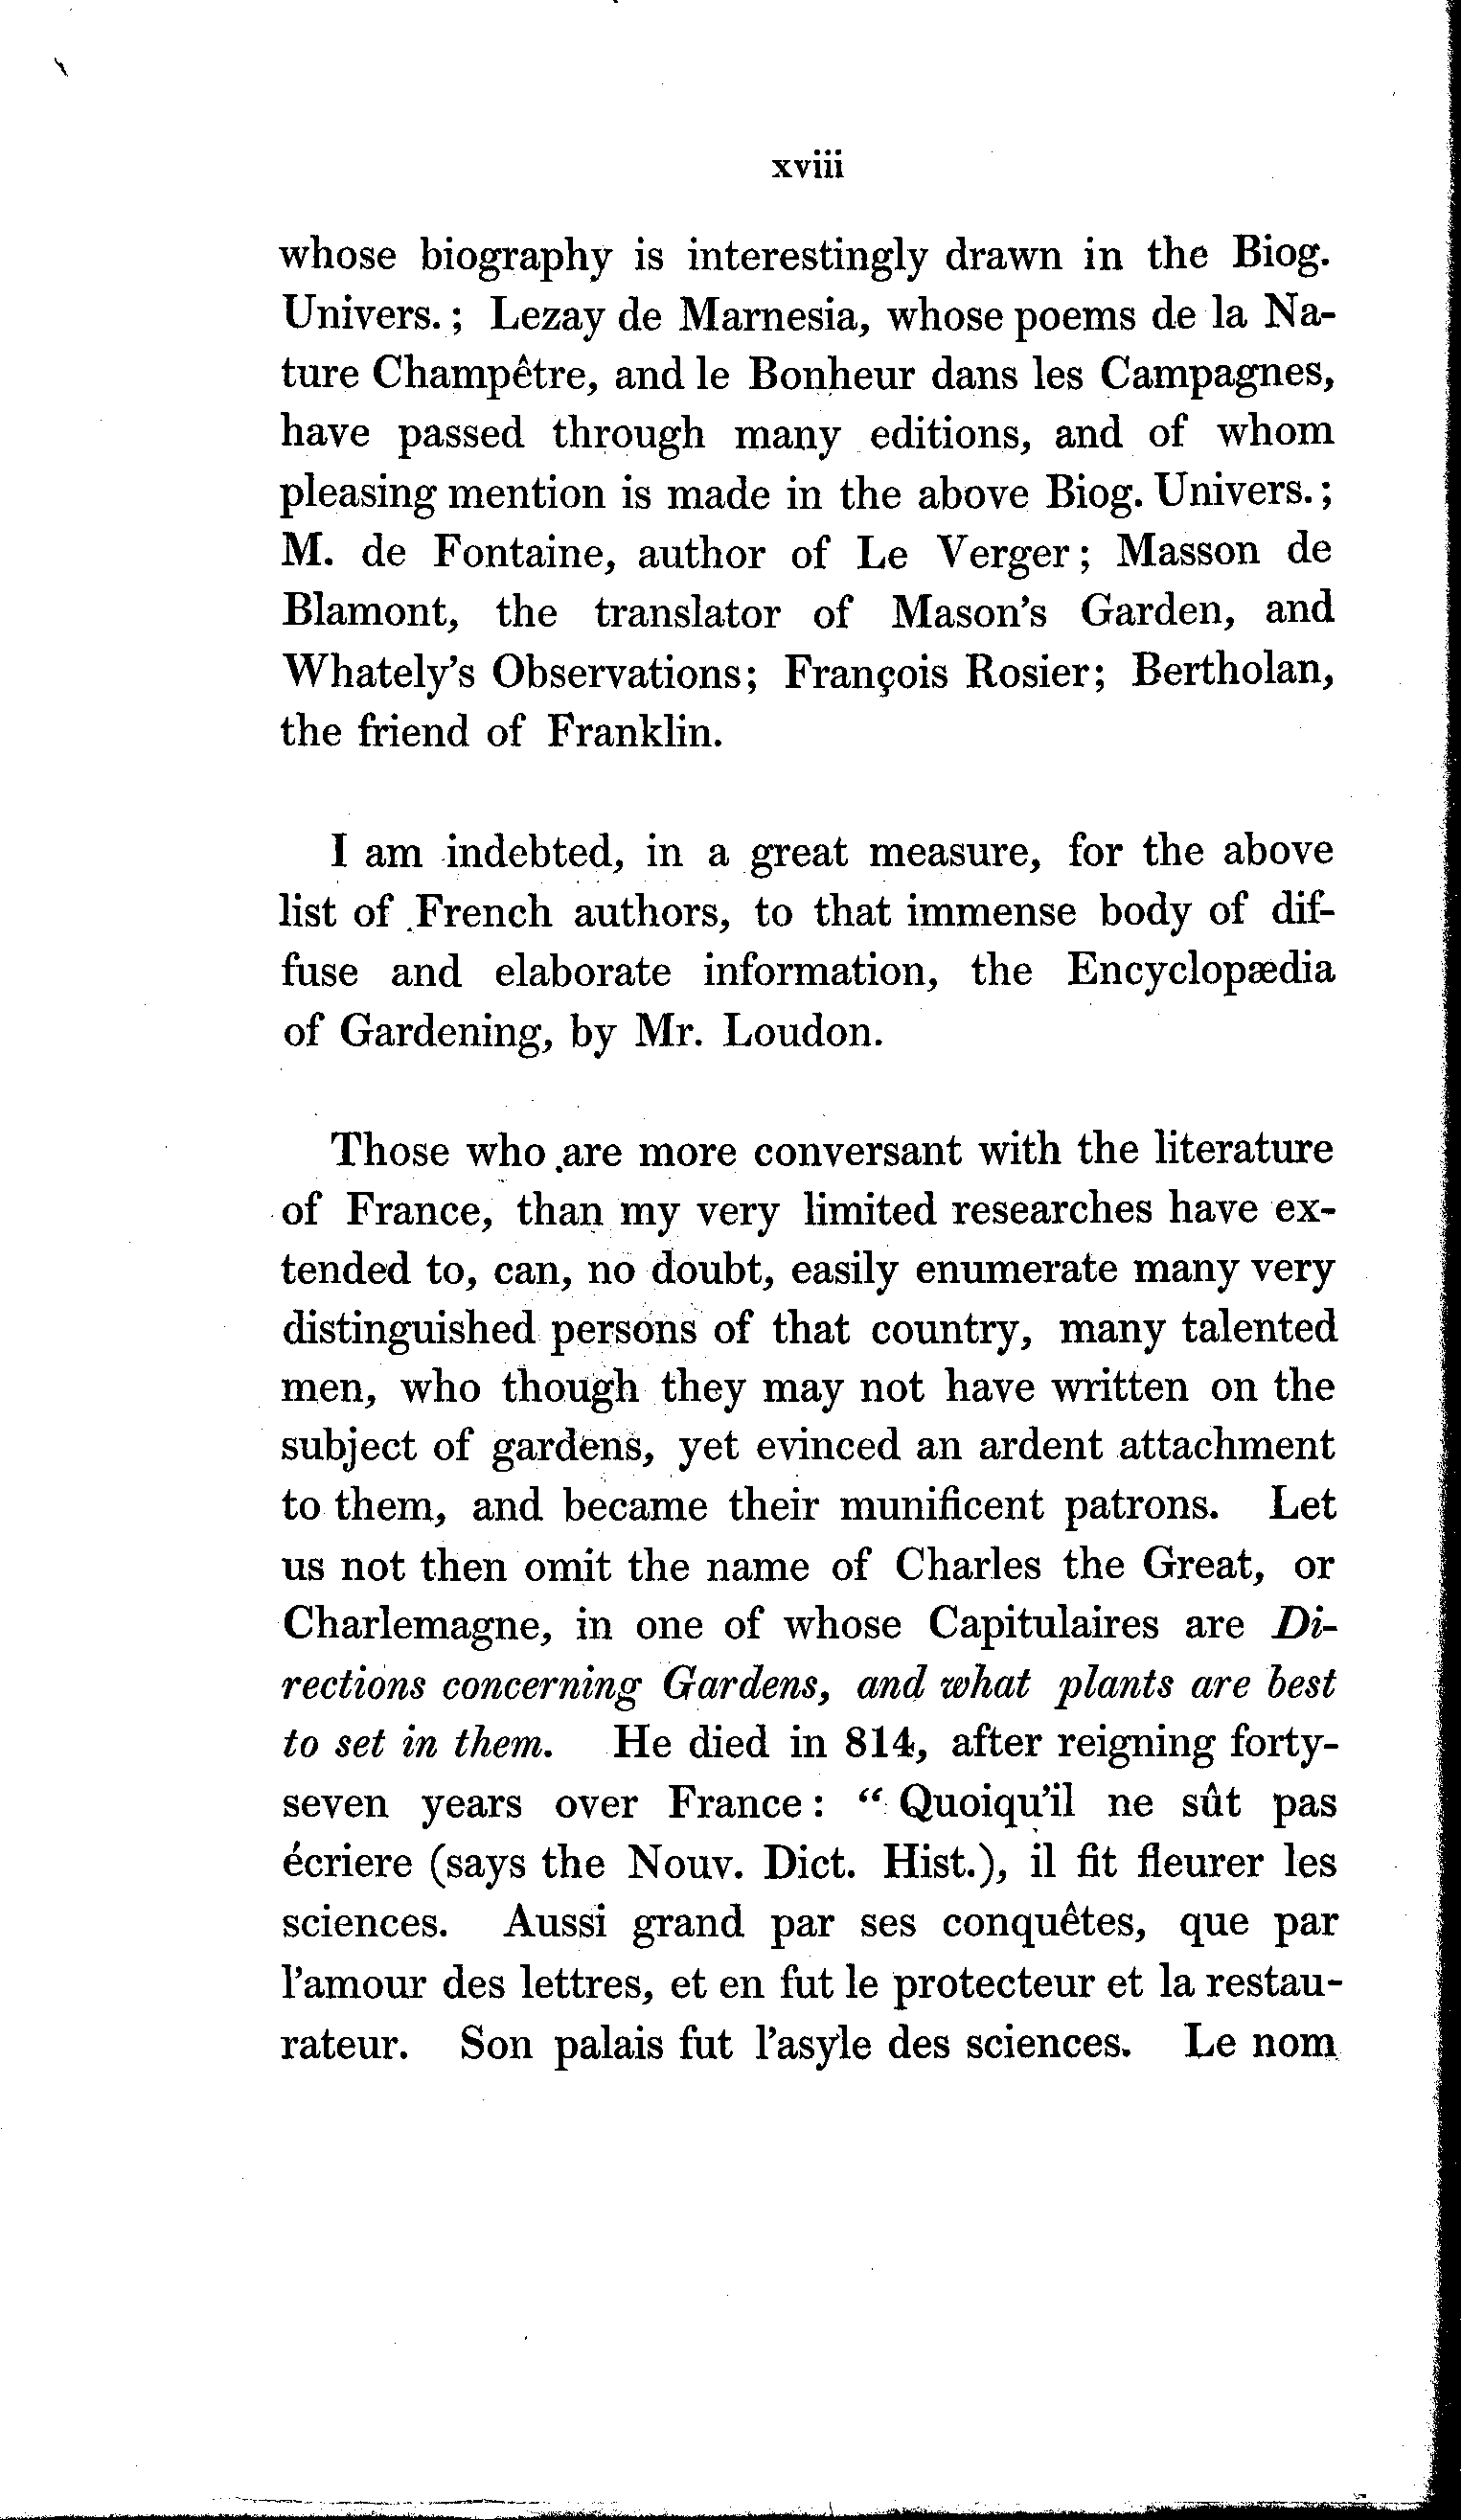 xviii
whose biography is interestingly drawn in the Biog.
Univers.; Lezay de Marnesia, whose poems de la Na-
ture Champêtre, and le Bonheur dans les Campagnes,
have passed through many editions, and of whom
pleasing mention is made in the above Biog. Univers.;
M. de Fontaine, author of Le Verger; Masson de
Blamont, the translator of Mason's Garden, and
Whately's Observations; François Rosier; Bertholan,
the friend of Franklin.
I am indebted, in a great measure, for the above
list of French authors, to that immense body of dif-
fuse and elaborate information, the Encyclopædia
of Gardening, by Mr. Loudon.
Those who are more conversant with the literature
of France, than my very limited researches have ex-
tended to, can, no doubt, easily enumerate many very
distinguished persons of that country, many talented
men, who though they may not have written on the
subject of gardens, yet evinced an ardent attachment
to them, and became their munificent patrons. Let
us not then omit the name of Charles the Great, or
Charlemagne, in one of whose Capitulaires are Di-
rections concerning Gardens, and what plants are best
to set in them. He died in 814, after reigning forty-
seven years over France: “Quoiqu'il ne sût pas
écriere (says the Nouv. Dict. Hist.), il fit fleurer les
sciences. Aussi grand par ses conquêtes, que par
l'amour des lettres, et en fut le protecteur et la restau-
rateur. Son palais fut l'asyle des sciences. Le nom